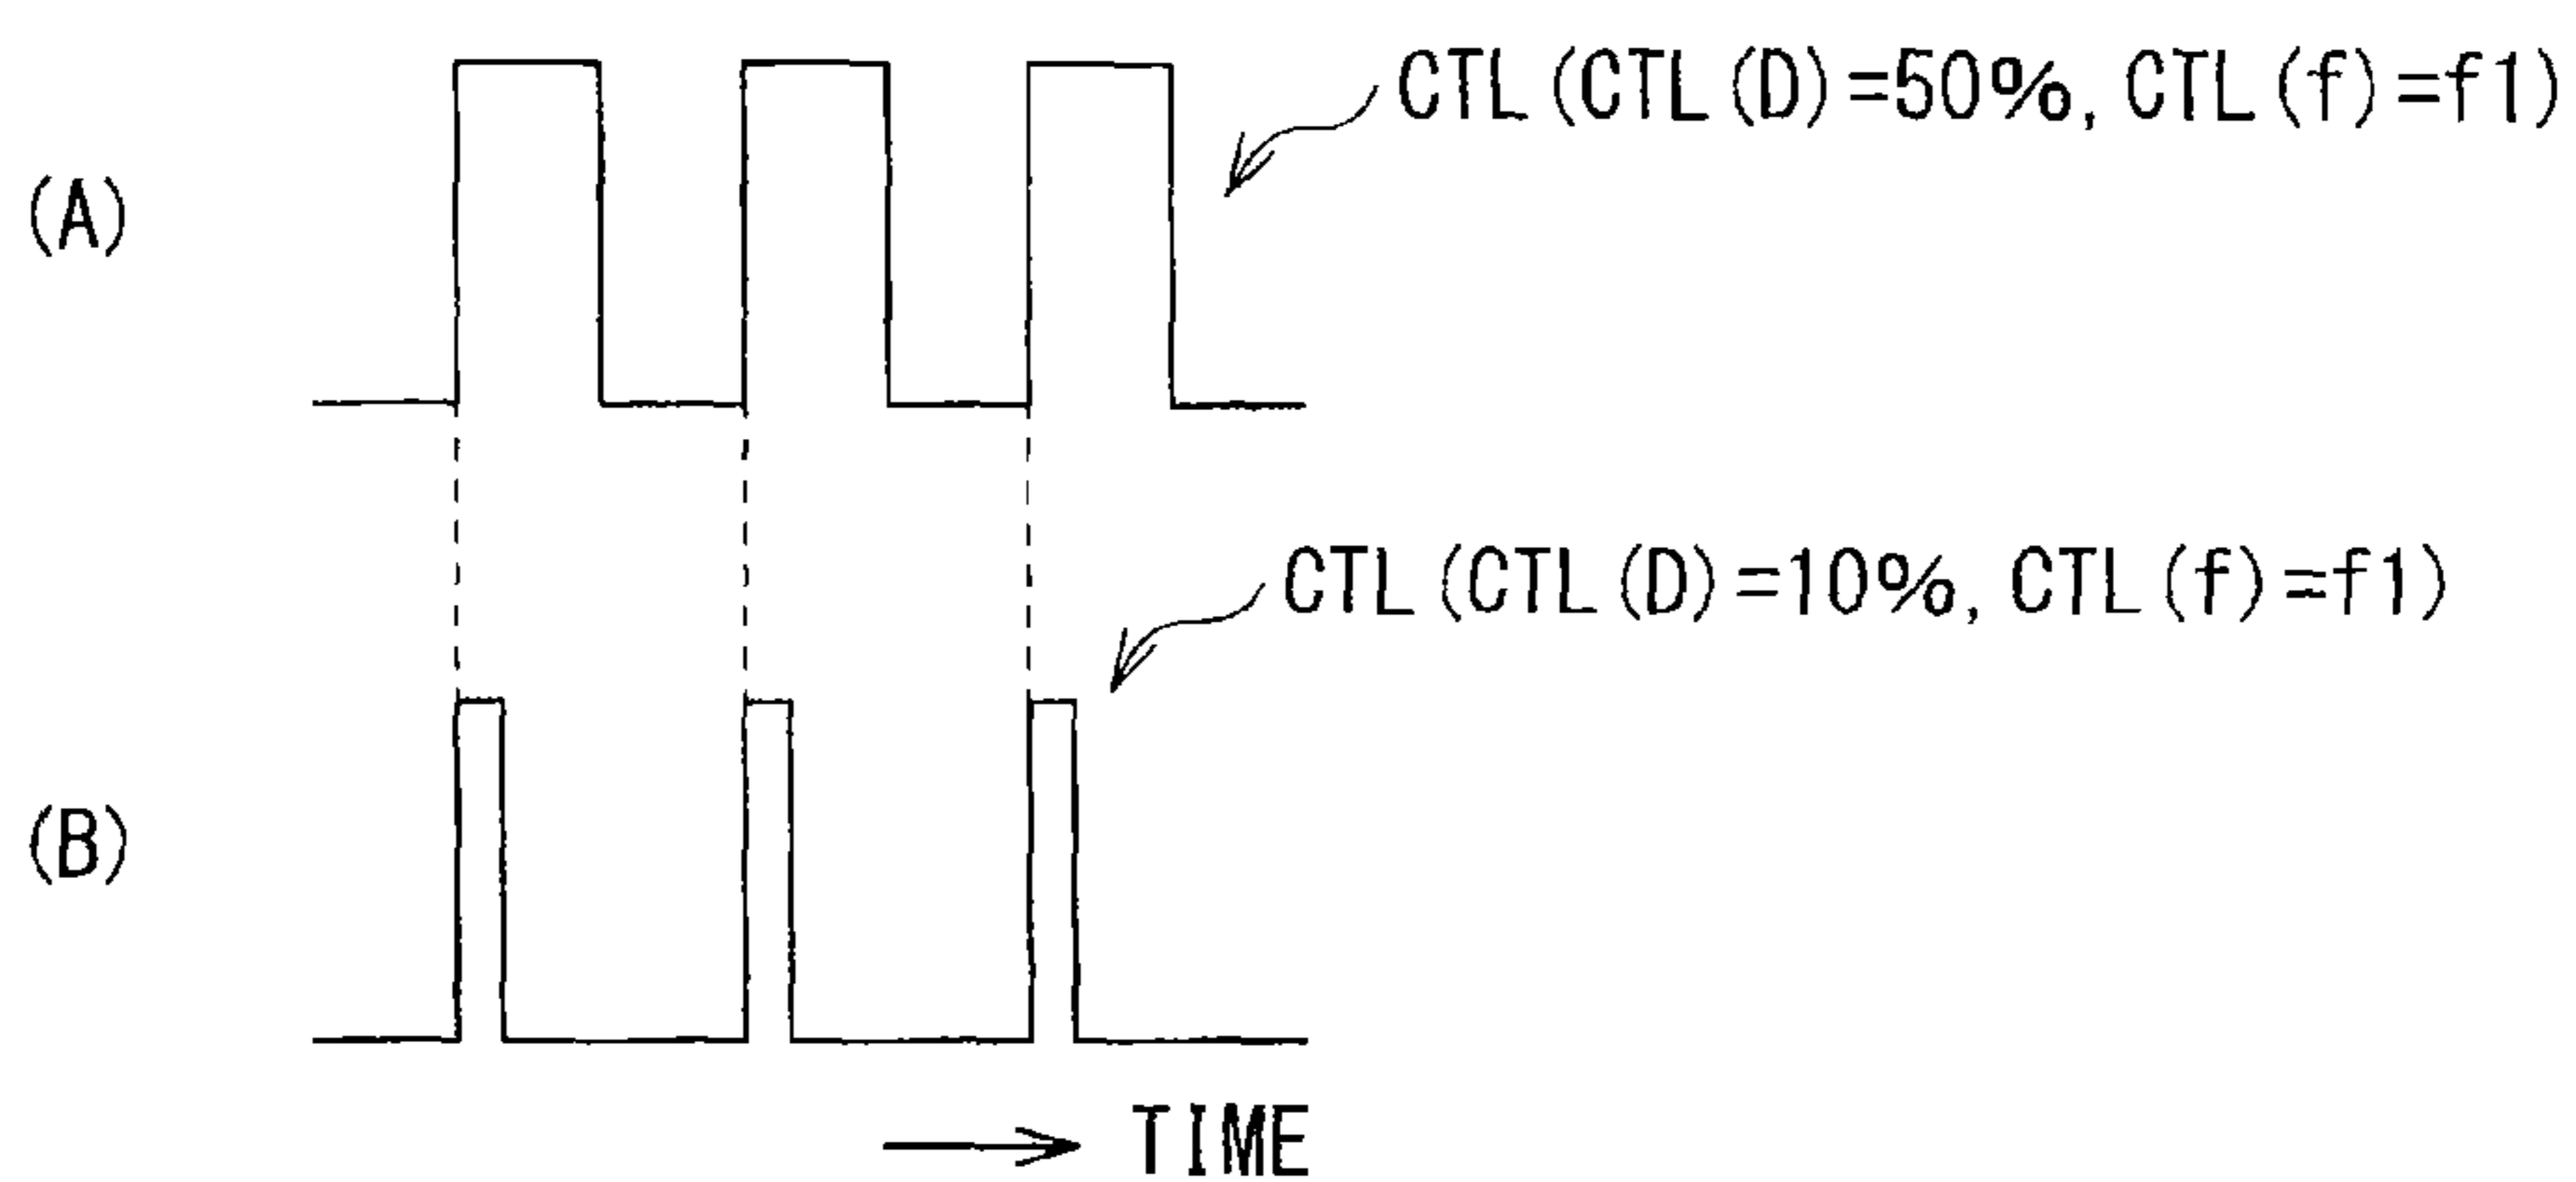 CTL(CTL(D)=50%, CTL(f)=f1)
(A)
CTL(CTL(D)=10%, CTL(f)=f1)
(B)
TIME